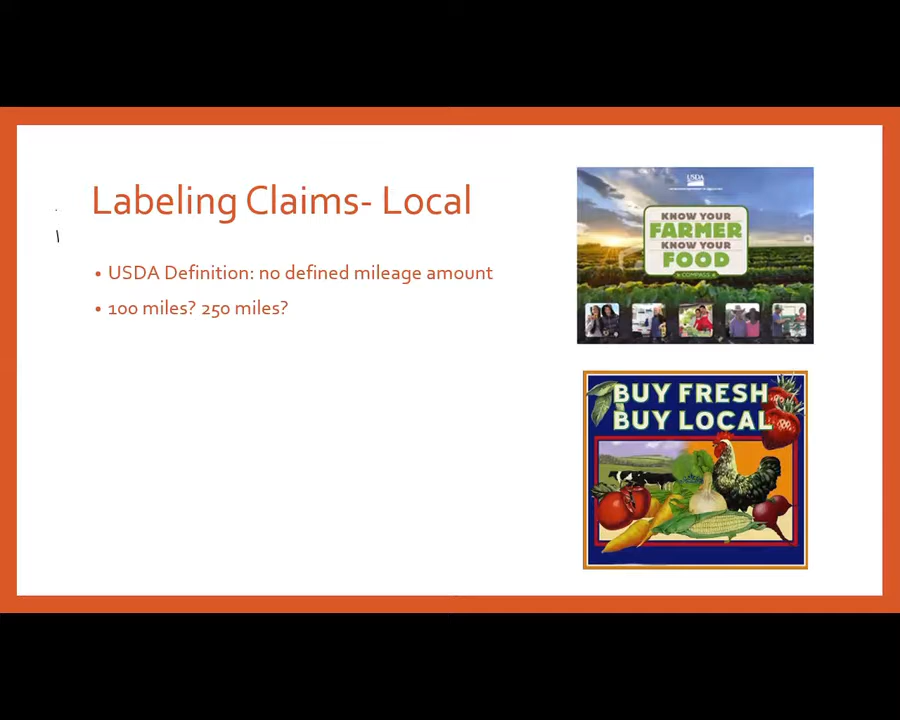 Labeling Claims- Local
• USDA Definition: no defined mileage amount
• 100 miles? 250 miles?
USDA
KNOW YOUR
FARMER
KNOW YOUR
FOOD
COMPASS
BUY FRESH
BUY LOCAL